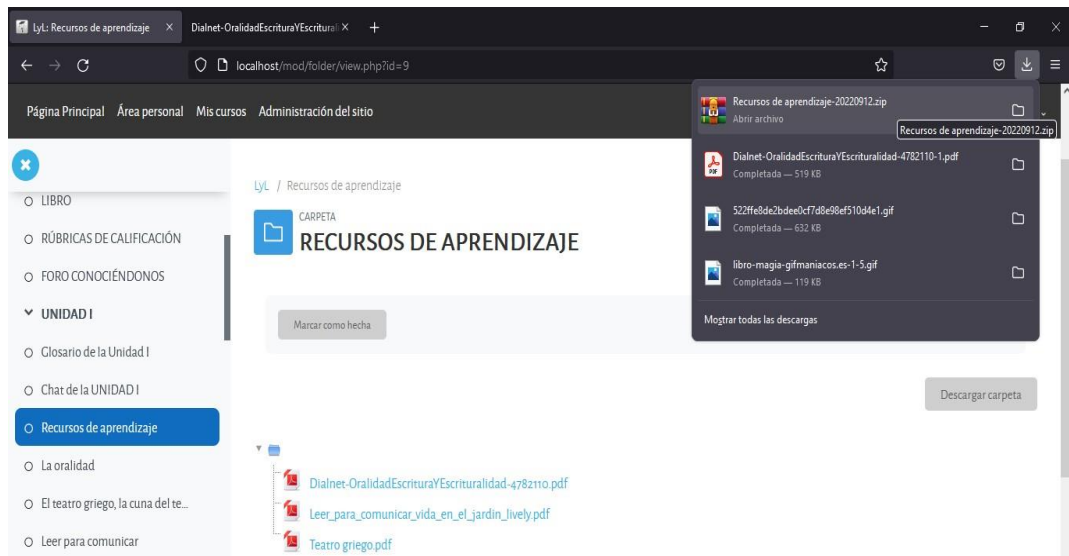 LyL: Recursos de aprendizaje
Dialnet-OralidadEscrituraYEscriturali
localhost/mod/folder/view.php?id=9
Página Principal Área personal Mis cursos Administración del sitio
Recursos de aprendizaje-20220912.zip
Abrir archivo
Recursos de aprendizaje-20220912.zip
Dialnet-OralidadEscrituraYEscrituralidad-4782110-1.pdf
Completada — 519 KB
522ffe8de2bdee0cf7d8e98ef510d4e1.gif
Completada — 632 KB
libro-magia-gifmaniacos.es-1-5.gif
Completada — 119 KB
Mostrar todas las descargas
LIBRO
RÚBRICAS DE CALIFICACIÓN
FORO CONOCIÉNDONOS
UNIDAD I
Glosario de la Unidad I
Chat de la UNIDAD I
Recursos de aprendizaje
La oralidad
El teatro griego, la cuna del te...
Leer para comunicar
LyL / Recursos de aprendizaje
CARPETA
RECURSOS DE APRENDIZAJE
Marcar como hecha
Descargar carpeta
Dialnet-OralidadEscrituraYEscrituralidad-4782110.pdf
Leer_para_comunicar_vida_en_el_jardin_lively.pdf
Teatro griego.pdf